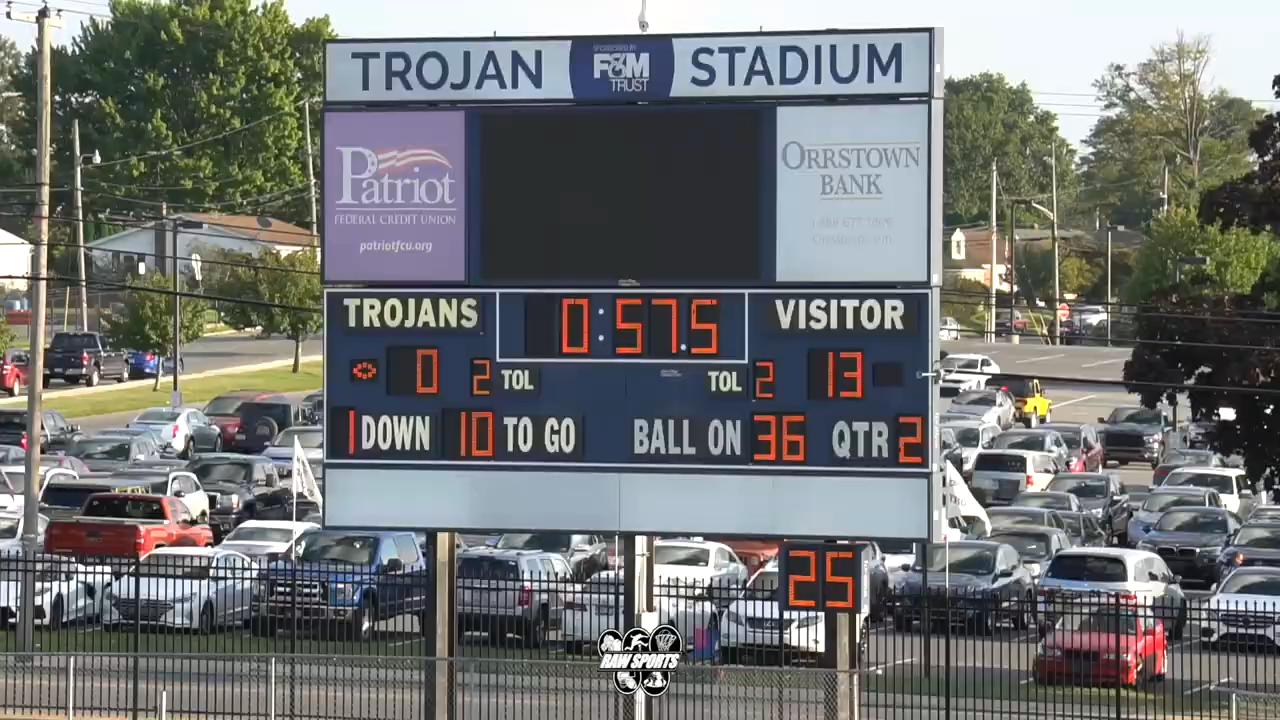 TROJAN
SPONSORED BY
F&M
TRUST
STADIUM
Patriot
FEDERAL CREDIT UNION
patriotfcu.org
ORRSTOWN
BANK
TROJANS
0:57.5
VISITOR
0
2 TOL
TOL 2
13
1 DOWN 10 TO GO
BALL ON 36
QTR 2
25
RAW SPORTS